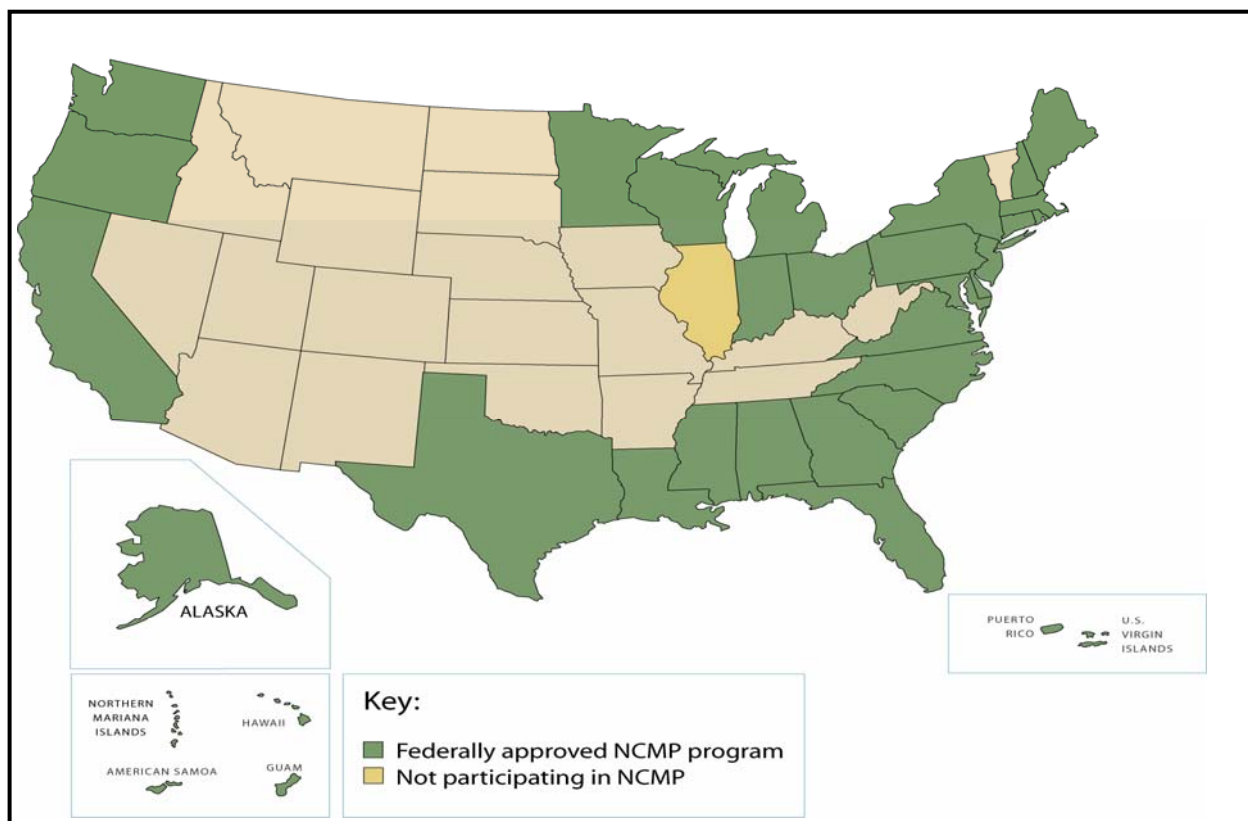 ALASKA
PUERTO
RICO
U.S.
VIRGIN
ISLANDS
NORTHERN
MARIANA
ISLANDS
HAWAII
AMERICAN SAMOA
GUAM
Key:
Federally approved NCMP program
Not participating in NCMP